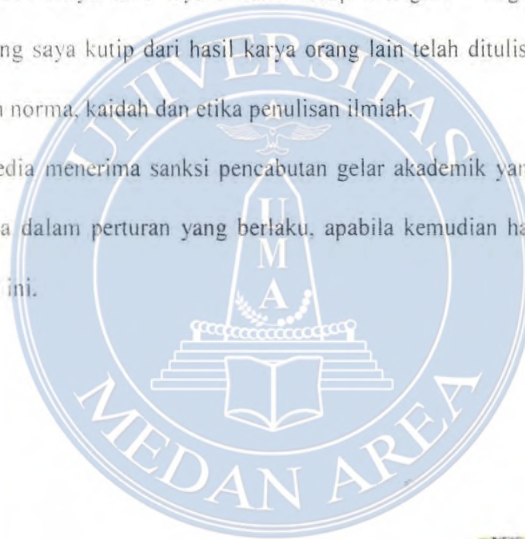 ng saya kutip dari hasil karya orang lain telah ditulis
norma, kaidah dan etika penulisan ilmiah.
edia menerima sanksi pencabutan gelar akademik yan
a dalam perturan yang berlaku, apabila kemudian ha
ini.
UNIVERSITAS
UMA
MEDAN AREA